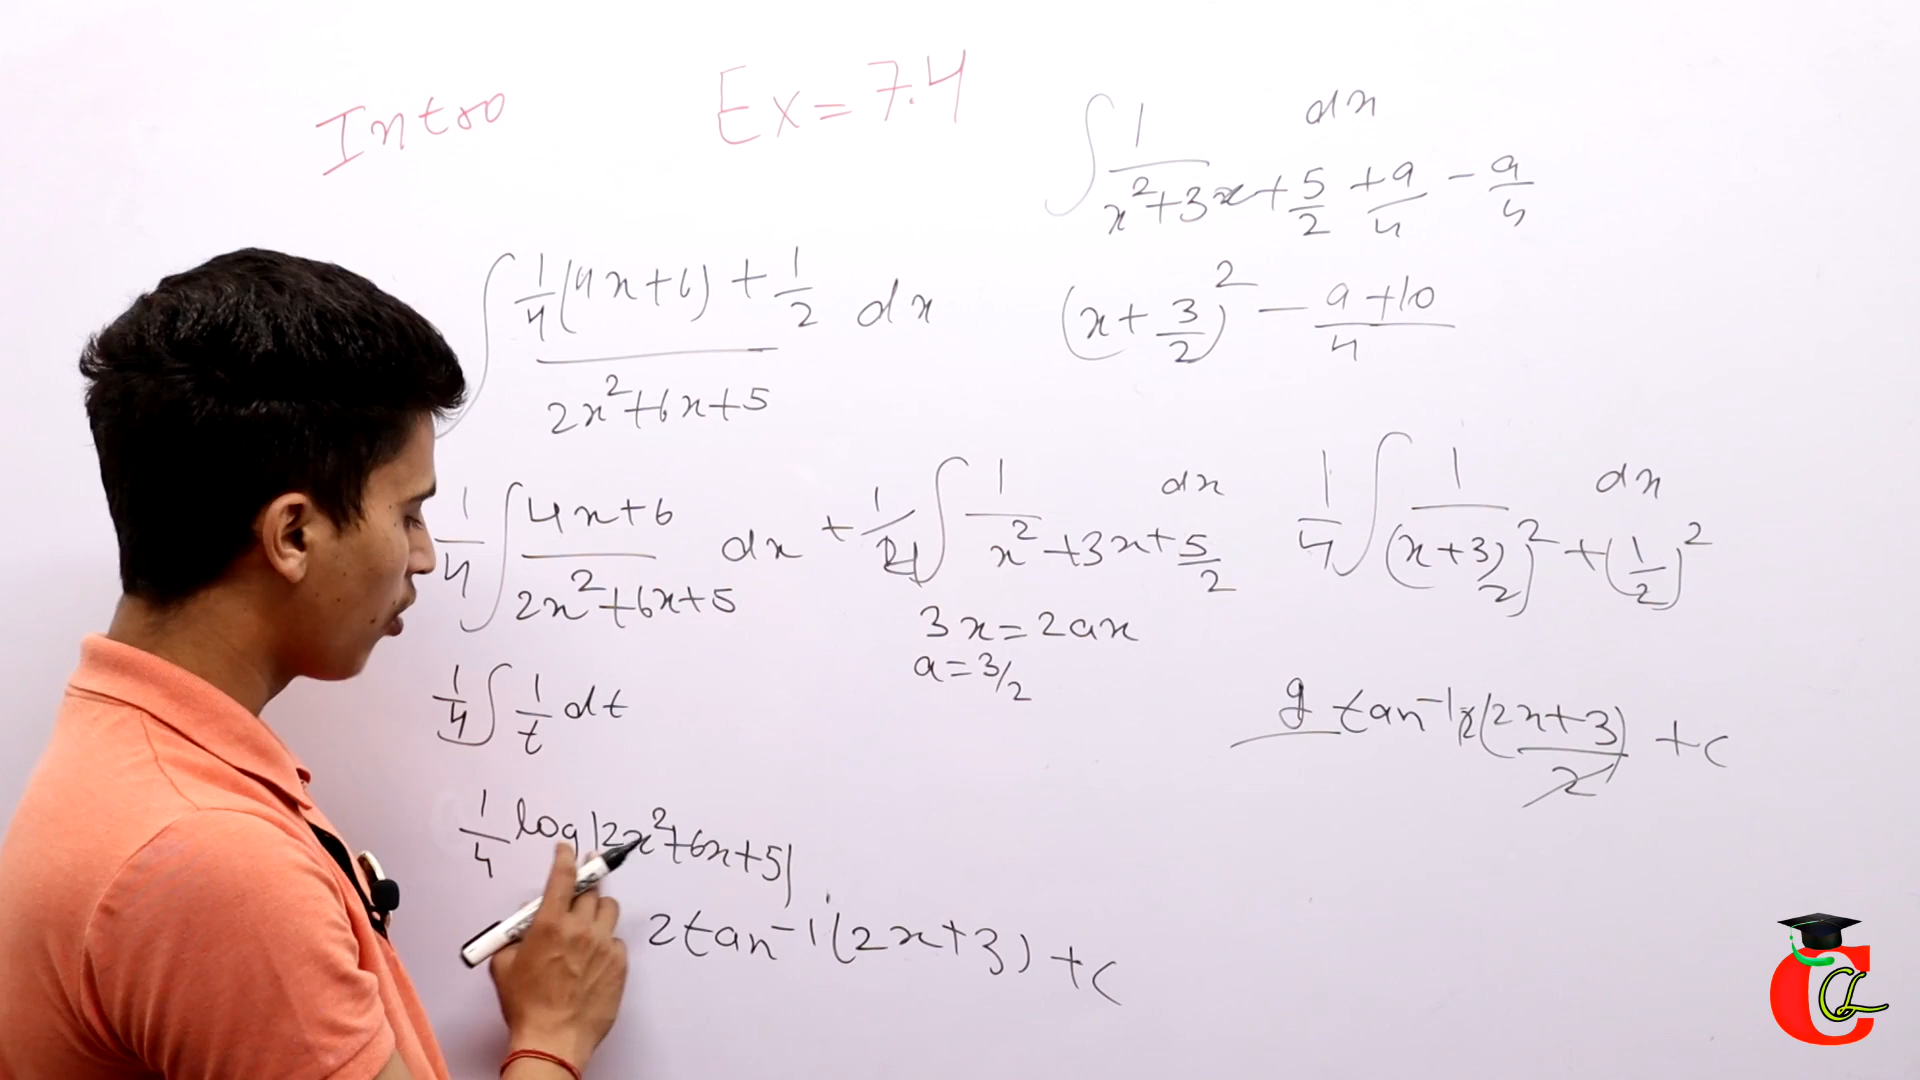 Intro Ex = 7.4
∫ 1/(x²+3x+5/2+9/4-9/4) dx
∫ (1/4(4x+6) + 1/2)/(2x²+6x+5) dx
(x+3/2)² - 9+10/4
1/4 ∫ (4x+6)/(2x²+6x+5) dx + 1/4 ∫ 1/(x²+3x+5/2) dx
1/4 ∫ 1/((x+3/2)²+(1/2)²) dx
3x=2ax
a=3/2
1/4 ∫ 1/t dt
2 tan⁻¹ 2(2x+3)/2 +c
1/4 log|2x²+6x+5|
2tan⁻¹(2x+3) +c
C CL